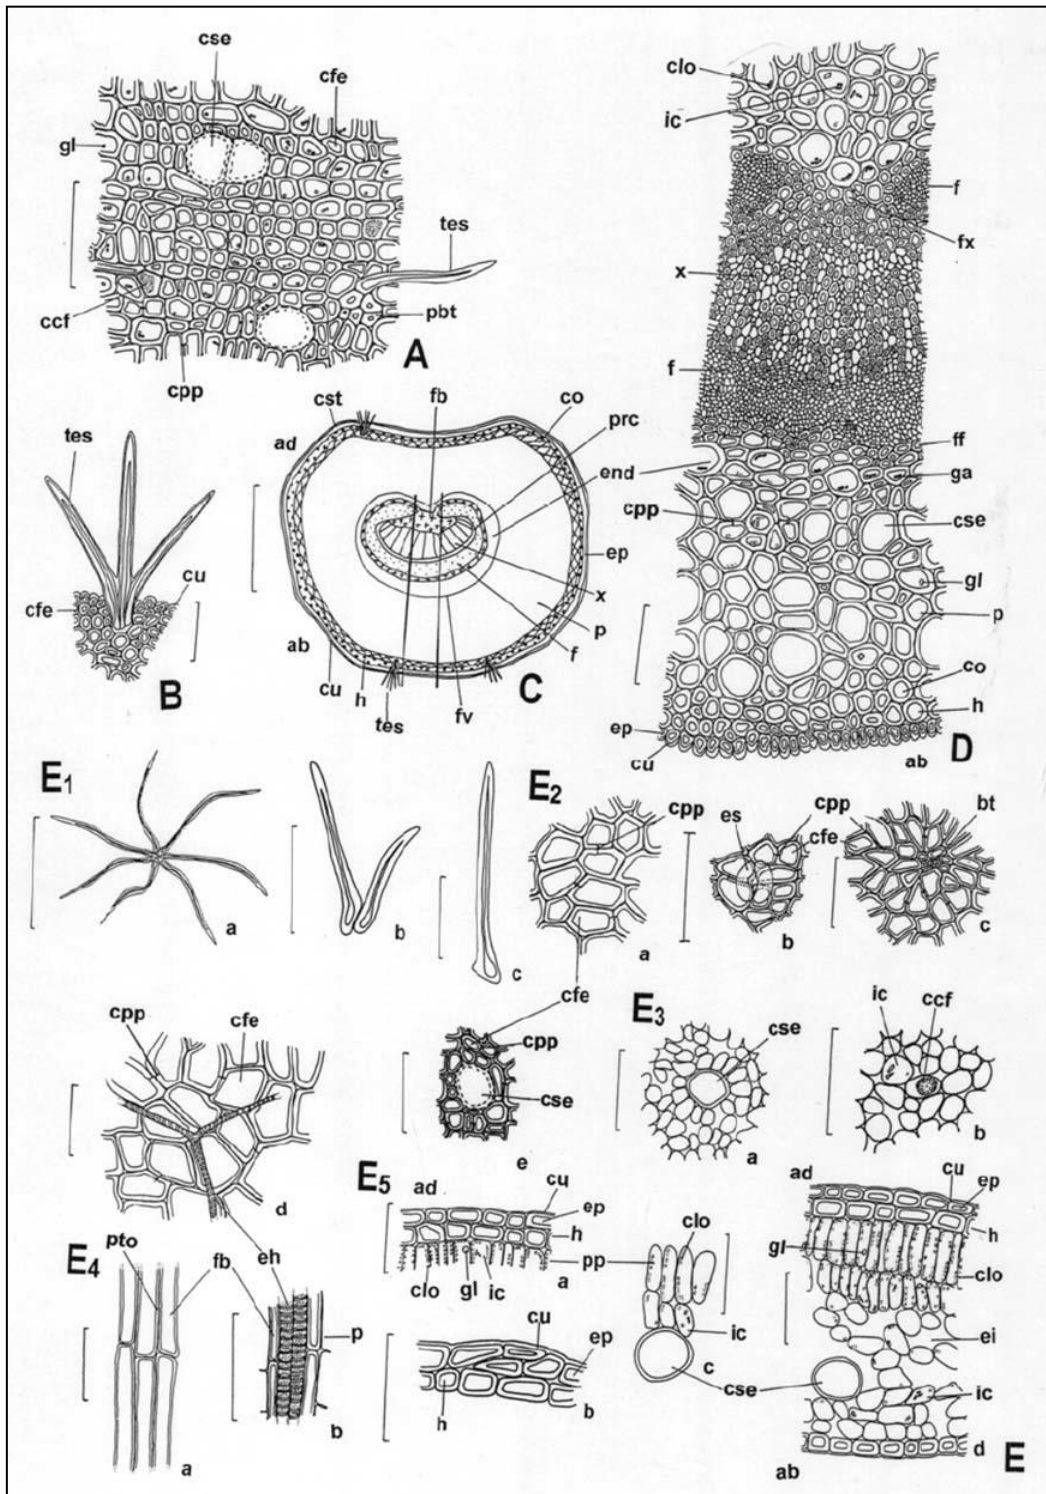 cse
cfe
gl
tes
ccf
pbt
cpp
A
tes
cu
cfe
B
cst
fb
co
ad
prc
end
ep
x
p
f
ab
cu
h
tes
fv
C
clo
ic
f
fx
x
f
ff
end
ga
cpp
cse
gl
p
co
h
ep
cu
ab
D
E1
a
b
c
E2
cpp
es
cpp
cfe
bt
a
b
c
cfe
cpp
cfe
eh
d
cpp
cse
e
E3
cse
a
ic
ccf
b
E4
pto
fb
a
p
b
E5
ad
cu
ep
h
clo
gl
ic
a
pp
cu
ep
h
b
clo
ic
c
cse
ad
cu
ep
h
gl
clo
ei
ic
d
ab
E